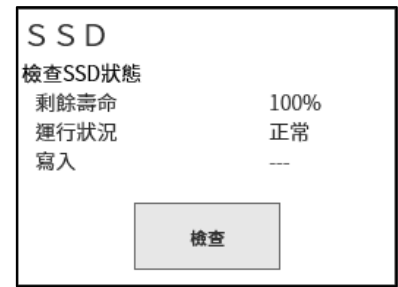 ＳＳＤ
檢查SSD狀態
剩餘壽命 100%
運行狀況 正常
寫入 ---
檢查